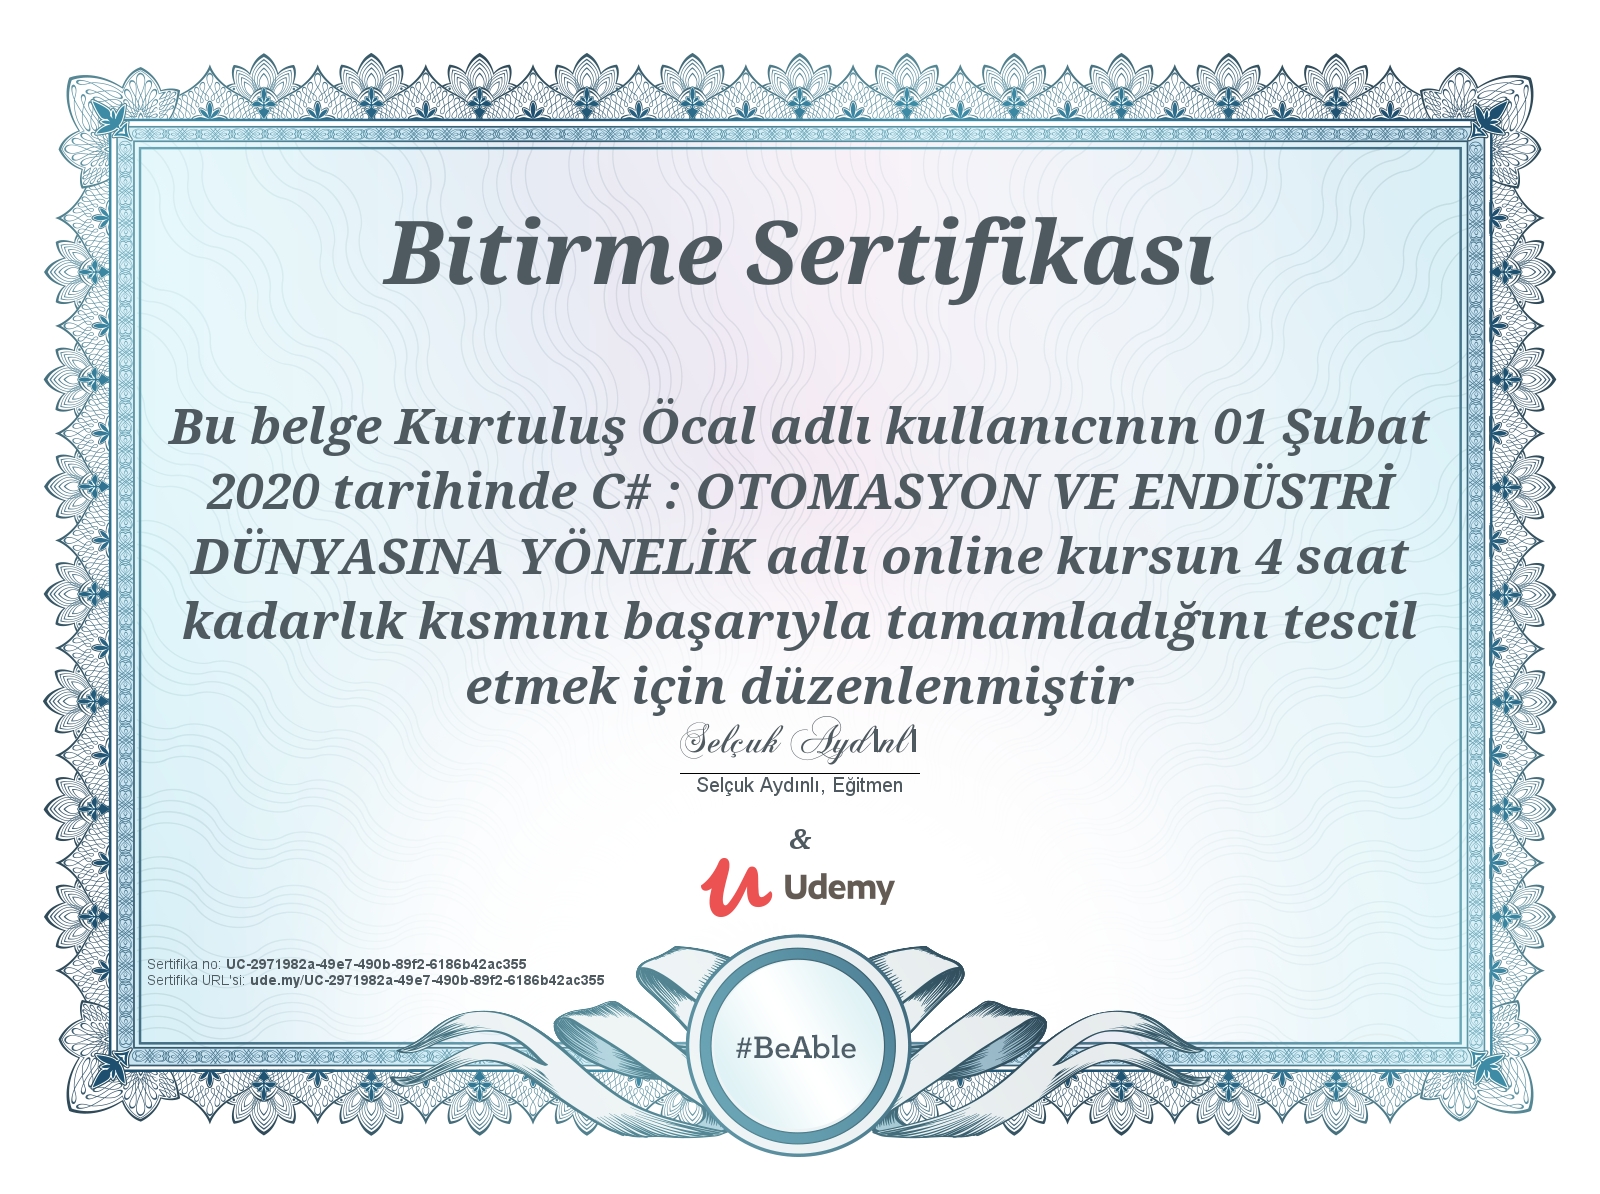 Bitirme Sertifikası
Bu belge Kurtuluş Öcal adlı kullanıcının 01 Şubat
2020 tarihinde C# : OTOMASYON VE ENDÜSTRİ
DÜNYASINA YÖNELİK adlı online kursun 4 saat
kadarlık kısmını başarıyla tamamladığını tescil
etmek için düzenlenmiştir
Selçuk Aydınlı
Selçuk Aydınlı, Eğitmen
&
Udemy
Sertifika no: UC-2971982a-49e7-490b-89f2-6186b42ac355
Sertifika URL'si: ude.my/UC-2971982a-49e7-490b-89f2-6186b42ac355
#BeAble